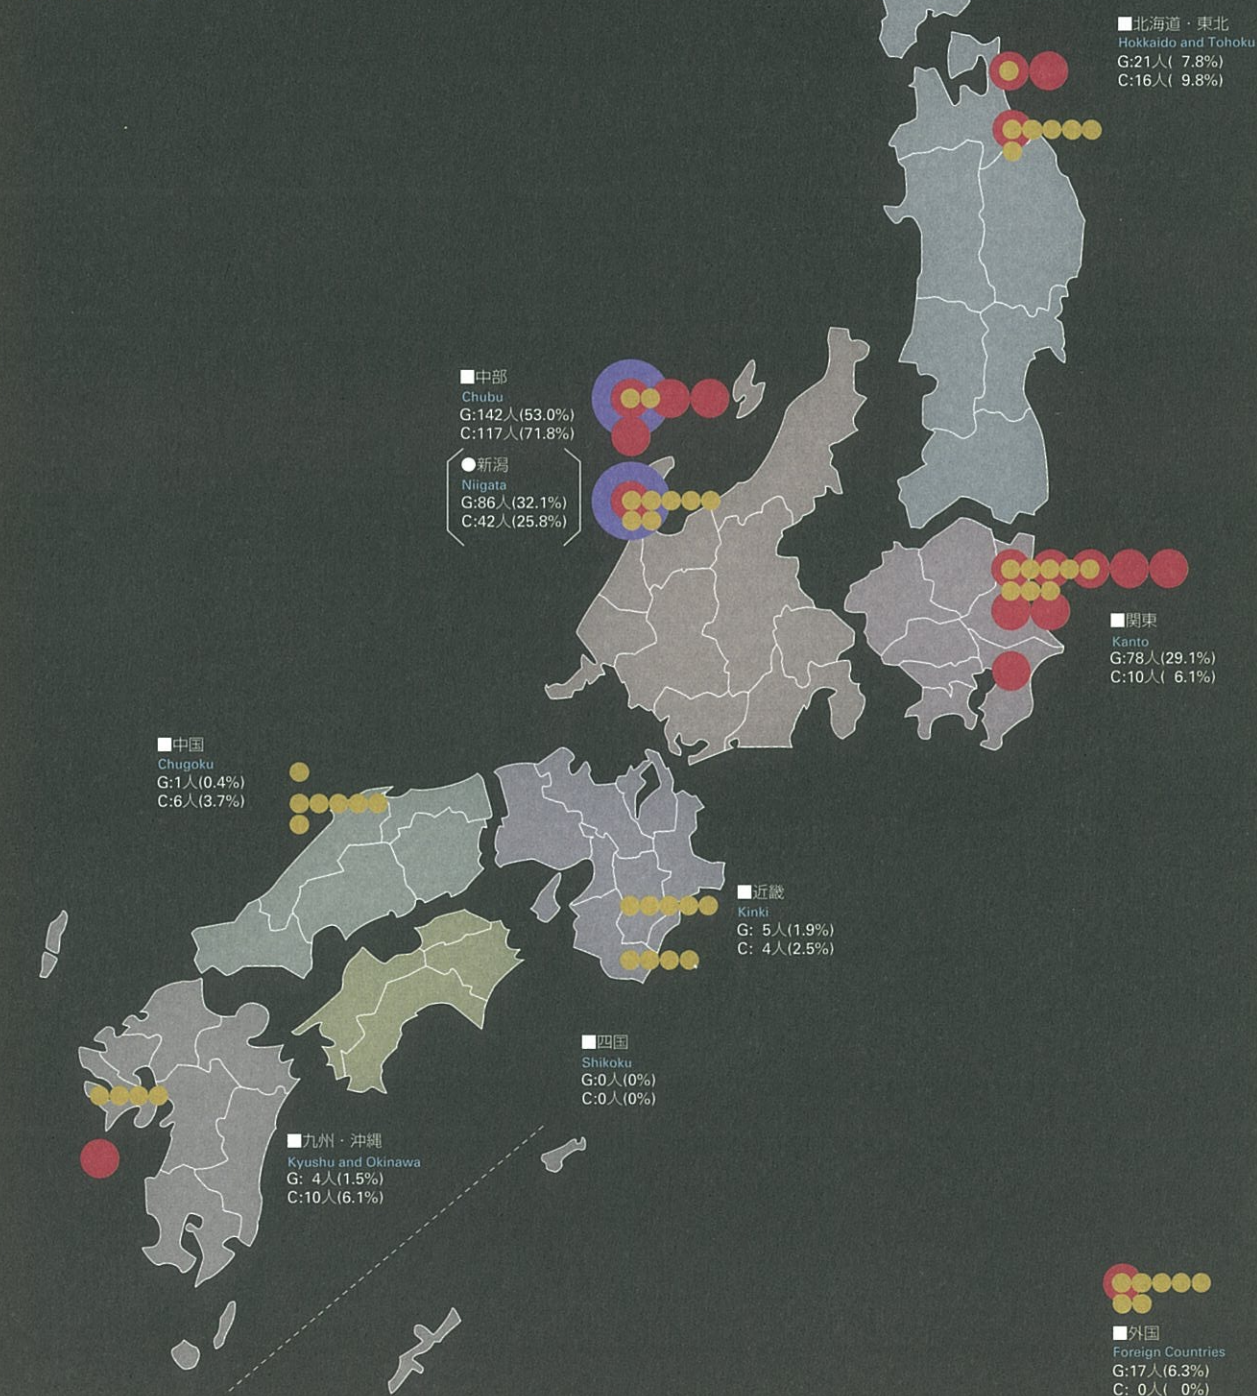 ■北海道・東北
Hokkaido and Tohoku
G:21人( 7.8%)
C:16人( 9.8%)
■中部
Chubu
G:142人(53.0%)
C:117人(71.8%)
●新潟
Niigata
G:86人(32.1%)
C:42人(25.8%)
■関東
Kanto
G:78人(29.1%)
C:10人( 6.1%)
■中国
Chugoku
G:1人(0.4%)
C:6人(3.7%)
■近畿
Kinki
G: 5人(1.9%)
C: 4人(2.5%)
■四国
Shikoku
G:0人(0%)
C:0人(0%)
■九州・沖縄
Kyushu and Okinawa
G: 4人(1.5%)
C:10人(6.1%)
■外国
Foreign Countries
G:17人(6.3%)
C: 0人( 0%)